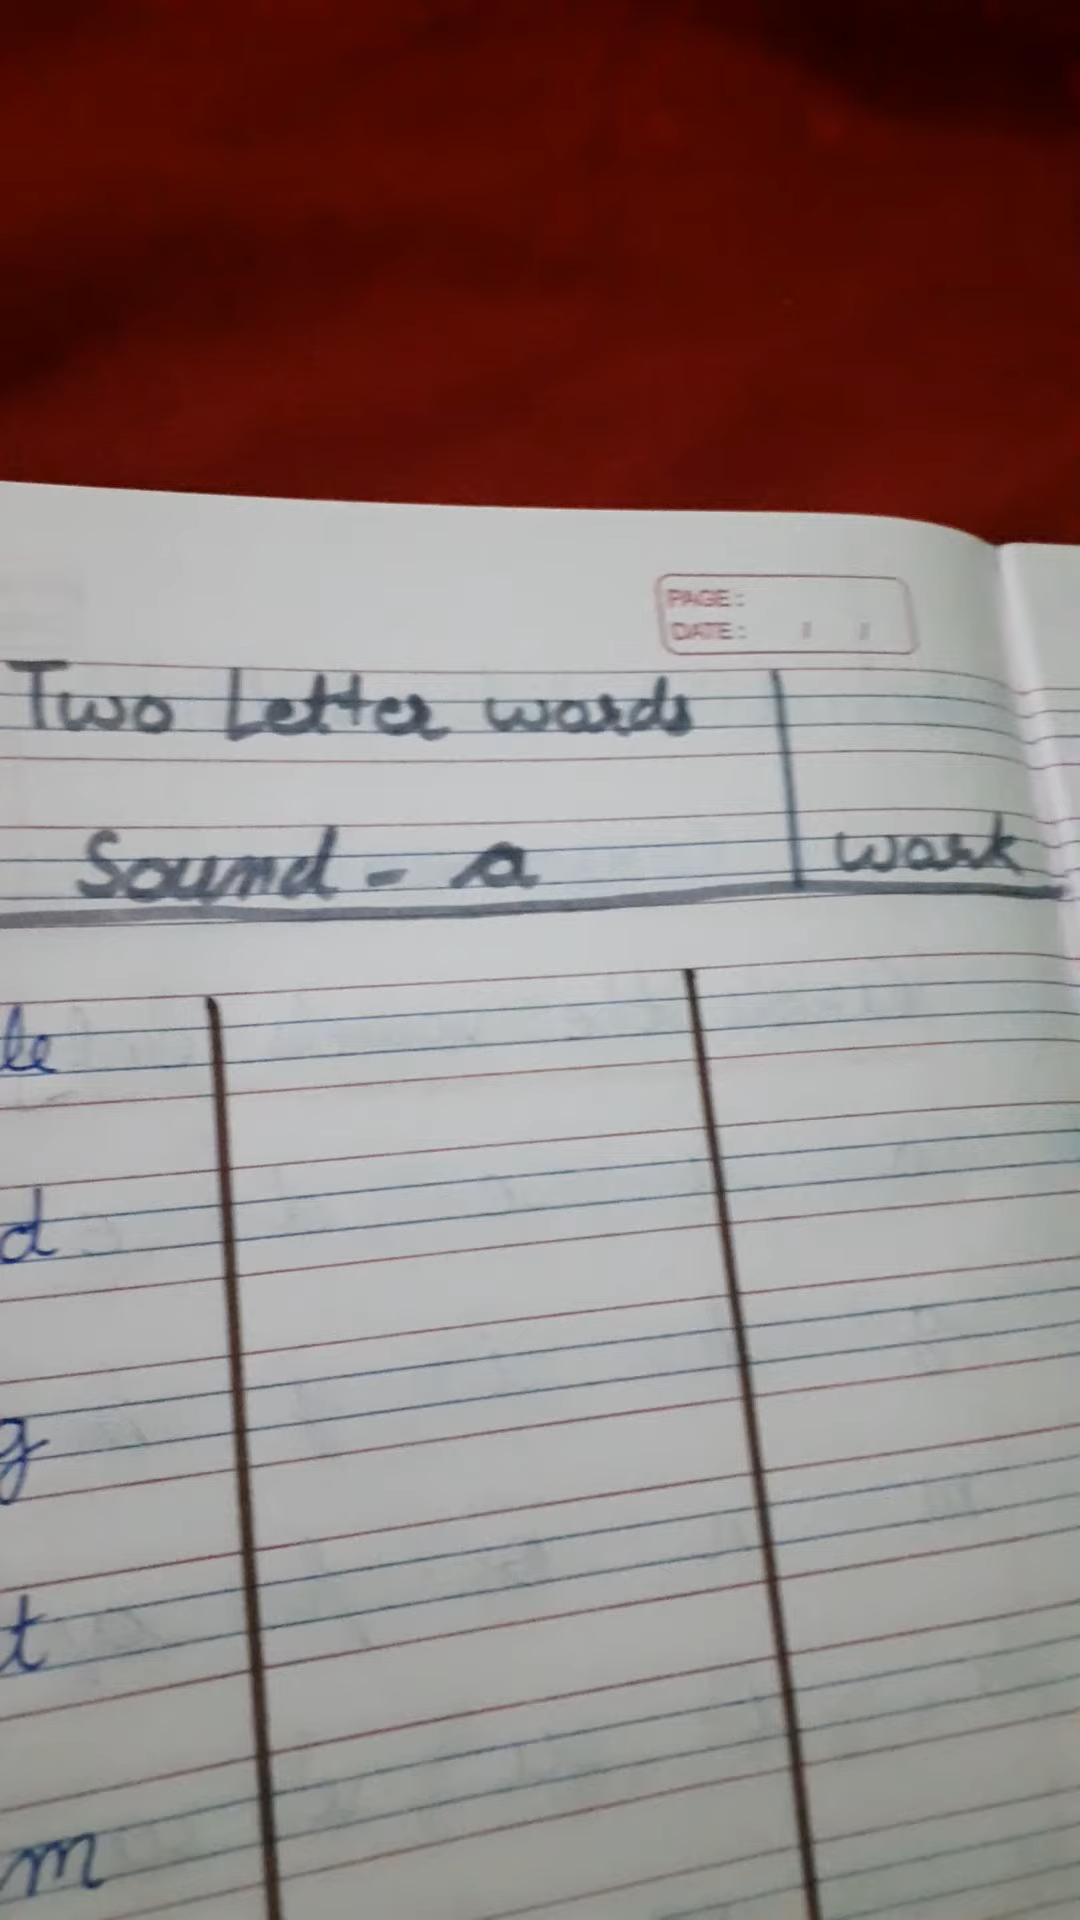 PAGE:
DATE: / /
Two Letter words
Sound - a
work
d
g
t
m